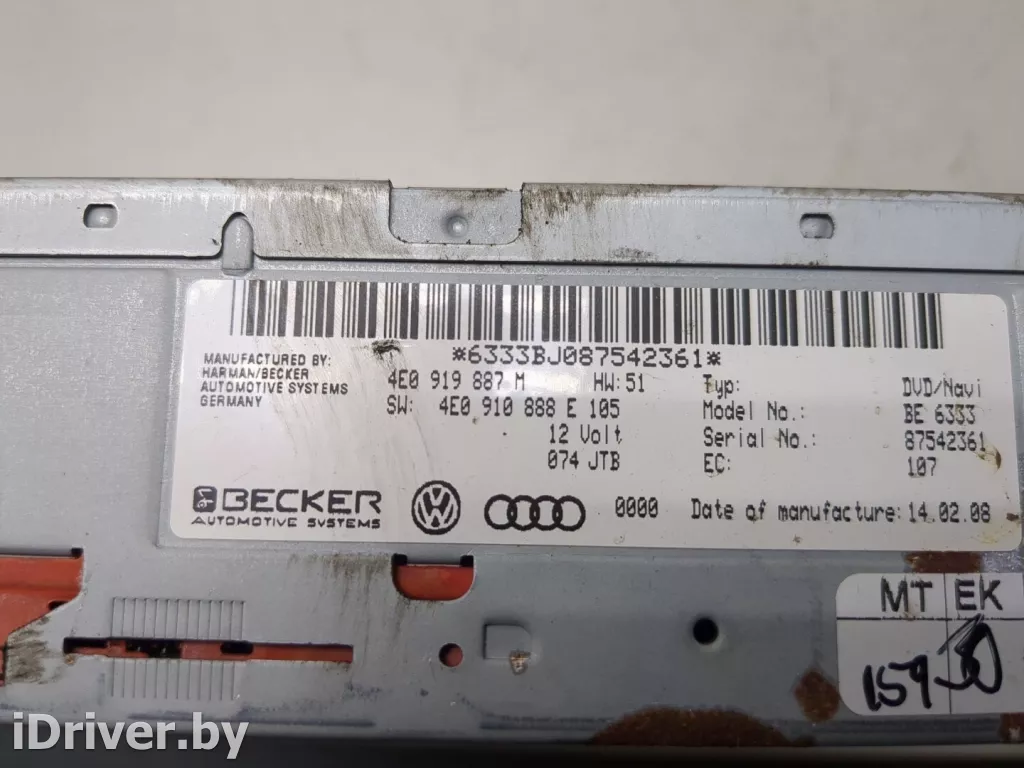 *6333BJ087542361*
MANUFACTURED BY:
HARMAN/BECKER
AUTOMOTIVE SYSTEMS
GERMANY
4E0 919 887 M HW: 51
SW: 4E0 910 888 E 105
12 Volt
074 JTB
Typ: DVD/Navi
Model No.: BE 6333
Serial No.: 87542361
EC: 107
BECKER
AUTOMOTIVE SYSTEMS
0000 Date of manufacture: 14.02.08
MT EK
159
iDriver.by